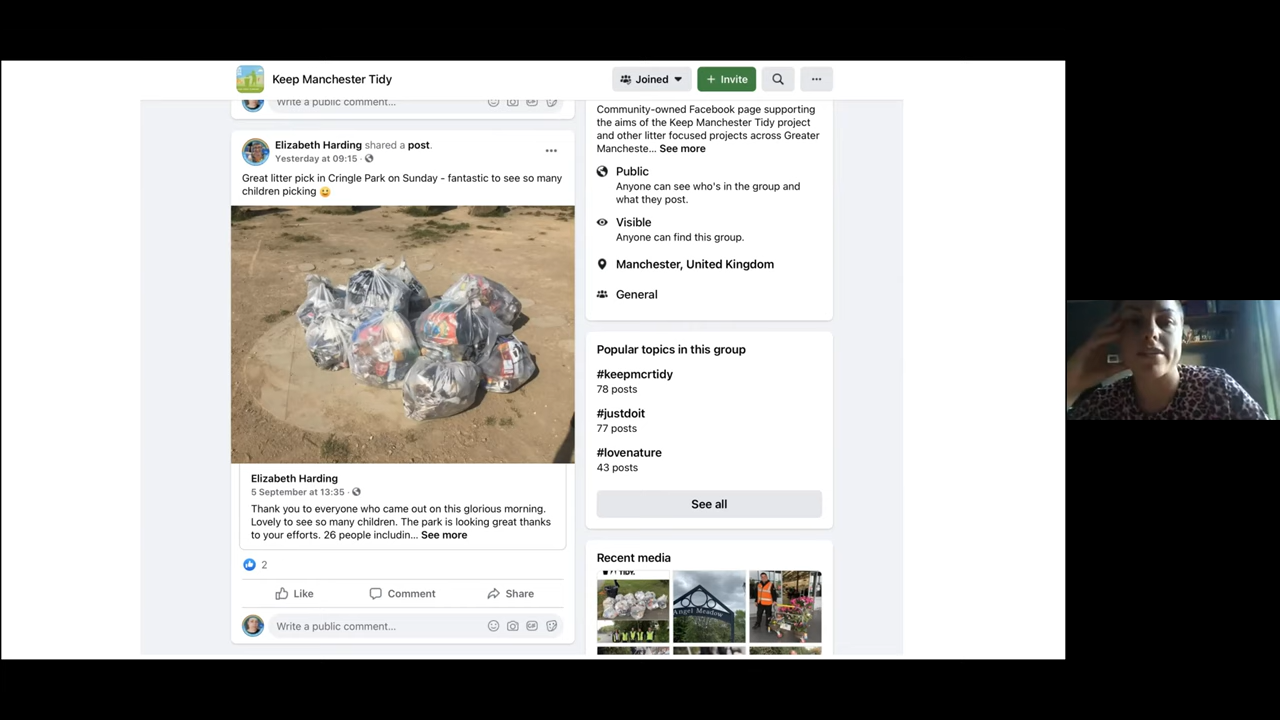 Keep Manchester Tidy
Joined
+ Invite
Write a public comment...
Elizabeth Harding shared a post.
Yesterday at 09:15
Great litter pick in Cringle Park on Sunday - fantastic to see so many
children picking 😀
Elizabeth Harding
5 September at 13:35
Thank you to everyone who came out on this glorious morning.
Lovely to see so many children. The park is looking great thanks
to your efforts. 26 people includin... See more
2
Like
Comment
Share
Write a public comment...
Community-owned Facebook page supporting
the aims of the Keep Manchester Tidy project
and other litter focused projects across Greater
Mancheste... See more
Public
Anyone can see who's in the group and
what they post.
Visible
Anyone can find this group.
Manchester, United Kingdom
General
Popular topics in this group
#keepmcrtidy
78 posts
#justdoit
77 posts
#lovenature
43 posts
See all
Recent media
Angel Meadow